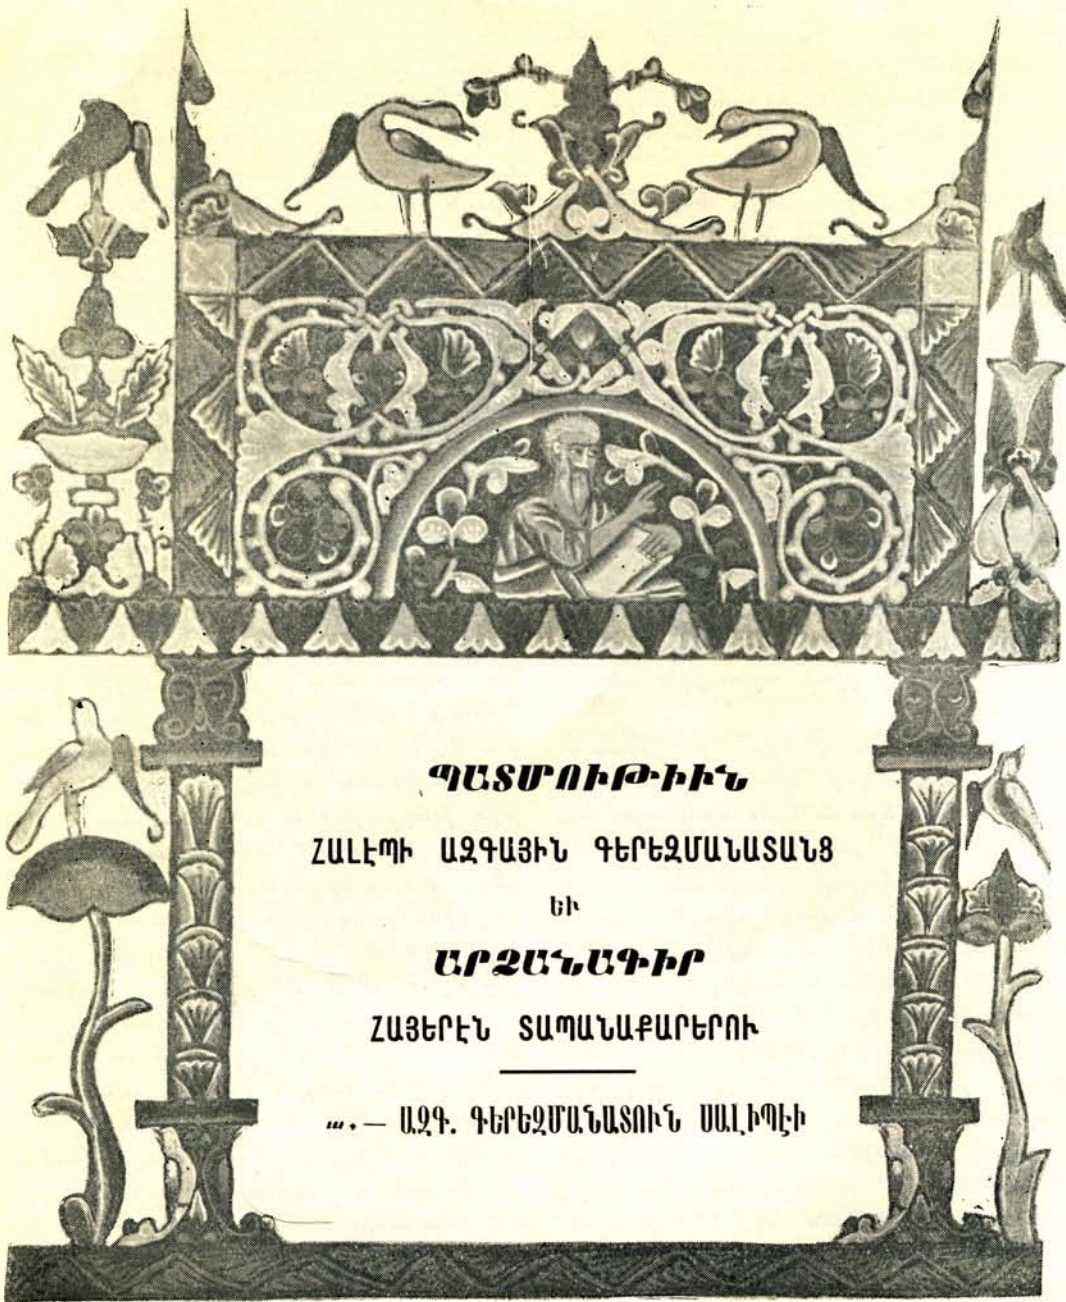 ՊԱՏՄՈՒԹԻՒՆ
ՀԱԼԷՊԻ ԱԶԳԱՅԻՆ ԳԵՐԵԶՄԱՆԱՏԱՆՑ
ԵՒ
ԱՐՁԱՆԱԳԻՐ
ՀԱՅԵՐԷՆ ՏԱՊԱՆԱՔԱՐԵՐՈՒ
ա.— ԱԶԳ. ԳԵՐԵԶՄԱՆԱՏՈՒՆ ՍԱԼԻՊԷԻ